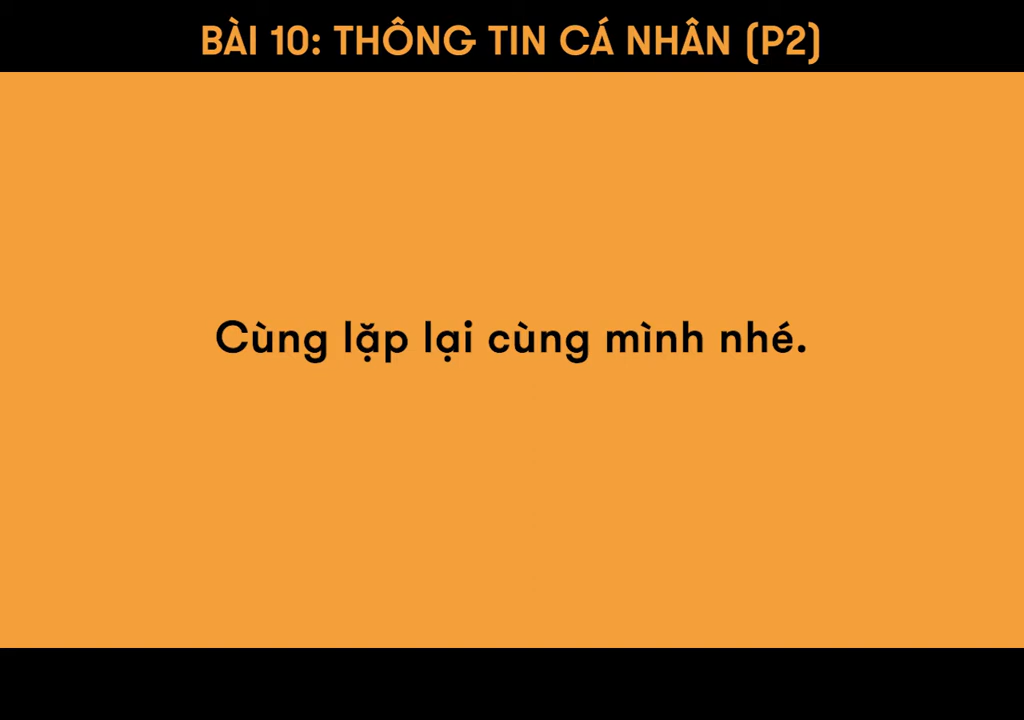 BÀI 10: THÔNG TIN CÁ NHÂN (P2)
Cùng lặp lại cùng mình nhé.